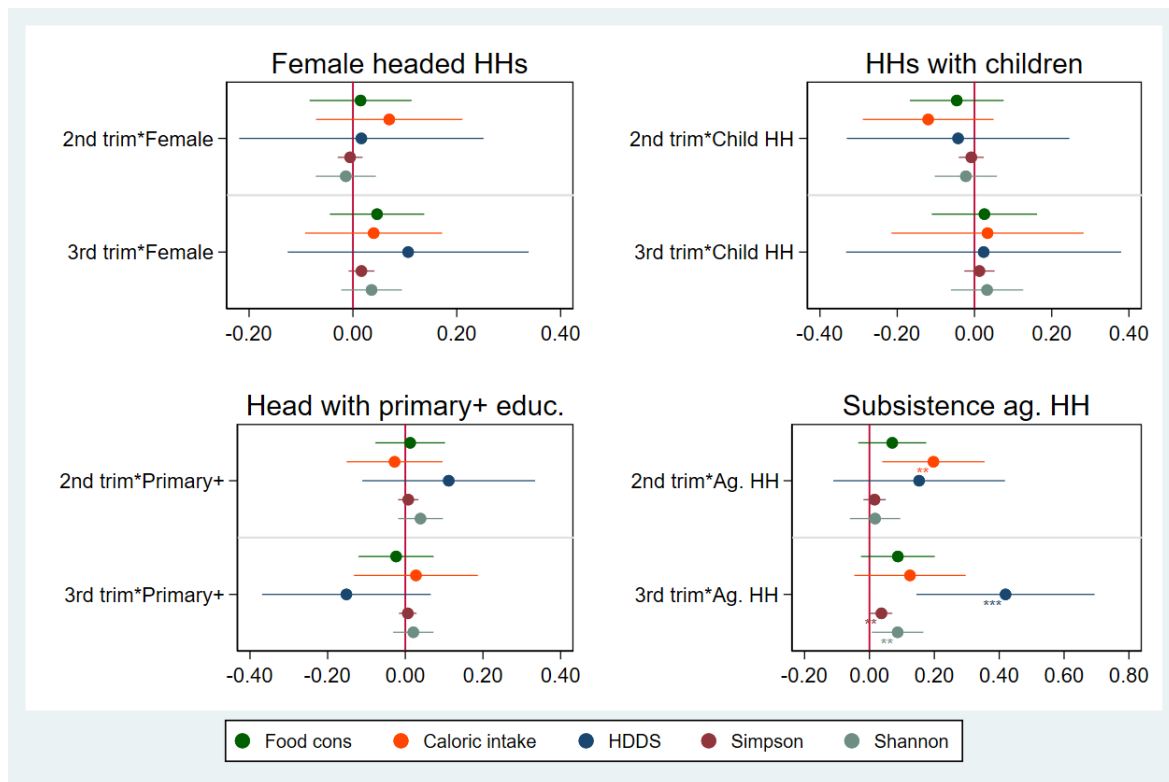 Female headed HHs
2nd trim*Female
3rd trim*Female
-0.20 0.00 0.20 0.40
HHs with children
2nd trim*Child HH
3rd trim*Child HH
-0.40 -0.20 0.00 0.20 0.40
Head with primary+ educ.
2nd trim*Primary+
3rd trim*Primary+
-0.40 -0.20 0.00 0.20 0.40
Subsistence ag. HH
**
2nd trim*Ag. HH
3rd trim*Ag. HH
***
**
**
-0.20 0.00 0.20 0.40 0.60 0.80
Food cons Caloric intake HDDS Simpson Shannon